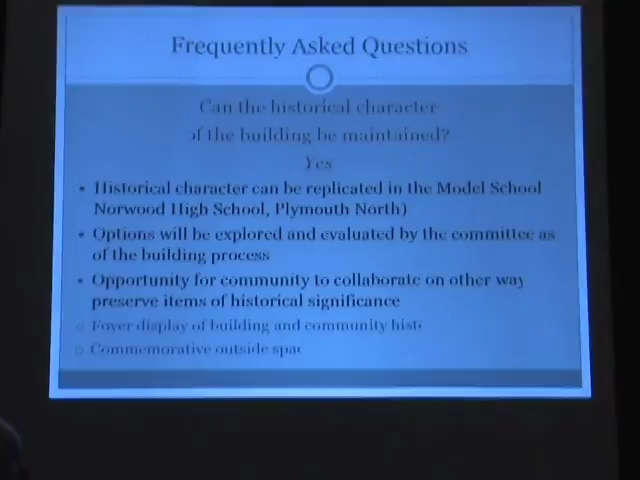 Frequently Asked Questions
Can the historical character
of the building be maintained?
Yes
• Historical character can be replicated in the Model School
Norwood High School, Plymouth North)
• Options will be explored and evaluated by the committee as
of the building process
• Opportunity for community to collaborate on other way
preserve items of historical significance
○ Foyer display of building and community
○ Commemorative outside